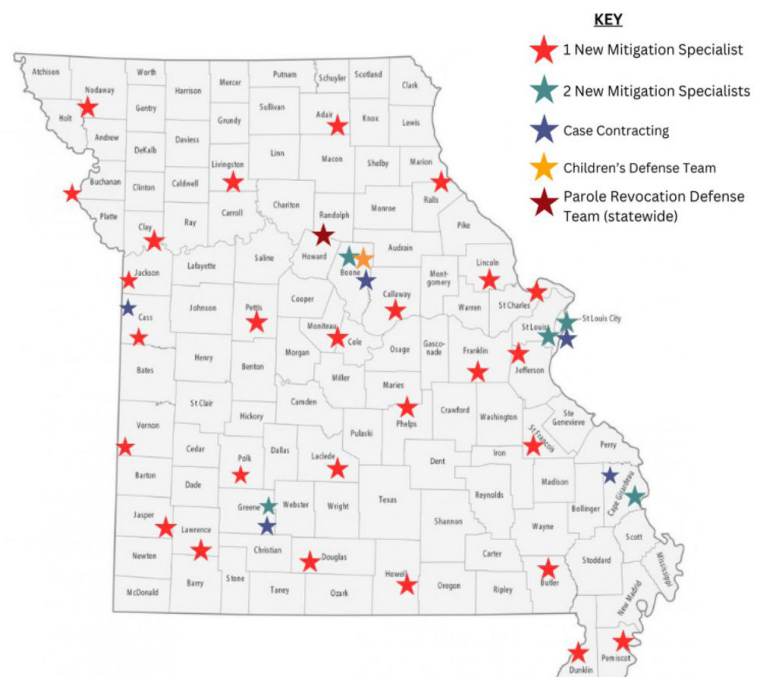 KEY
1 New Mitigation Specialist
2 New Mitigation Specialists
Case Contracting
Children's Defense Team
Parole Revocation Defense
Team (statewide)
Atchison
Worth
Mercer
Putnam
Schuyler
Scotland
Clark
Nodaway
Harrison
Holt
Gentry
Grundy
Sullivan
Adair
Knox
Lewis
Andrew
DeKalb
Daviess
Livingston
Linn
Macon
Shelby
Marion
Buchanan
Clinton
Caldwell
Carroll
Chariton
Randolph
Monroe
Ralls
Platte
Clay
Ray
Saline
Howard
Boone
Audrain
Pike
Jackson
Lafayette
Cooper
Callaway
Mont-
gomery
Lincoln
Warren
St Charles
St Louis
St Louis City
Cass
Johnson
Pettis
Moniteau
Cole
Osage
Gasco-
nade
Franklin
Jefferson
Bates
Henry
Benton
Morgan
Miller
Maries
St Clair
Hickory
Camden
Phelps
Crawford
Washington
Ste
Genevieve
St Francois
Vernon
Cedar
Polk
Dallas
Laclede
Pulaski
Dent
Iron
Perry
Barton
Dade
Greene
Webster
Wright
Texas
Reynolds
Madison
Bollinger
Cape Girardeau
Jasper
Lawrence
Christian
Douglas
Shannon
Wayne
Scott
Newton
Barry
Stone
Taney
Ozark
Howell
Oregon
Carter
Ripley
Butler
Stoddard
Mississippi
McDonald
New Madrid
Dunklin
Pemiscot